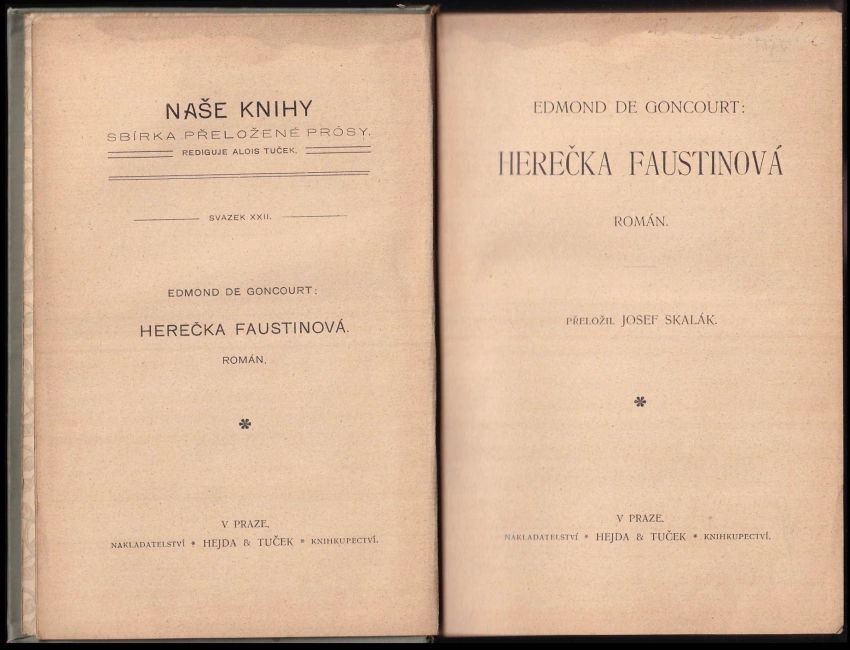 NAŠE KNIHY
SBÍRKA PŘELOŽENÉ PRÓSY.
REDIGUJE ALOIS TUČEK.
SVAZEK XXII.
EDMOND DE GONCOURT:
HEREČKA FAUSTINOVÁ.
ROMÁN.
*
V PRAZE.
NAKLADATELSTVÍ * HEJDA & TUČEK * KNIHKUPECTVÍ.
EDMOND DE GONCOURT:
HEREČKA FAUSTINOVÁ
ROMÁN.
PŘELOŽIL JOSEF SKALÁK.
*
V PRAZE.
NAKLADATELSTVÍ * HEJDA & TUČEK * KNIHKUPECTVÍ.